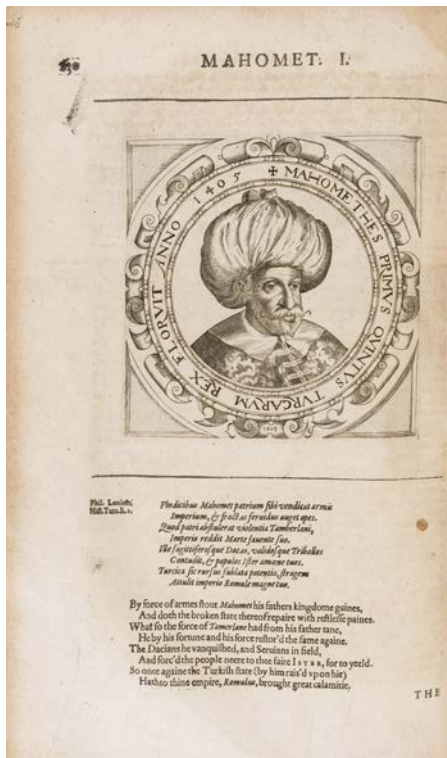 MAHOMET. I.
✠ MAHOMETHES PRIMVS QVINTVS TVRCARVM REX FLORVIT ANNO 1405
Phil. Lonicer.
Hist. Turc. li. 1.
Vindicibus Mahomet patrium sibi vendicat armis
Imperium, & fractas feruidus auget opes.
Quod patri abstulerat violentia Tamberlani,
Imperio reddit Marte fauente suo.
Ille sagittiferosque Dacas, validosque Triballos
Contudit, & populos Ister amœne tuos.
Turcica sic rursus sublata potentia, stragem
Attulit imperio Romule magne tuo.
By force of armes stout Mahomet his fathers kingdome gaines,
And doth the broken state thereof repaire with restlesse paines.
What so the force of Tamerlane had from his father tane,
He by his fortune and his force restor'd the same againe.
The Dacians he vanquished, and Seruians in field,
And forc'd the people neere to thee faire ISTER, for to yeeld.
So once againe the Turkish state (by him rais'd vp on hie)
Hath to thine empire, Romulus, brought great calamitie.
THE